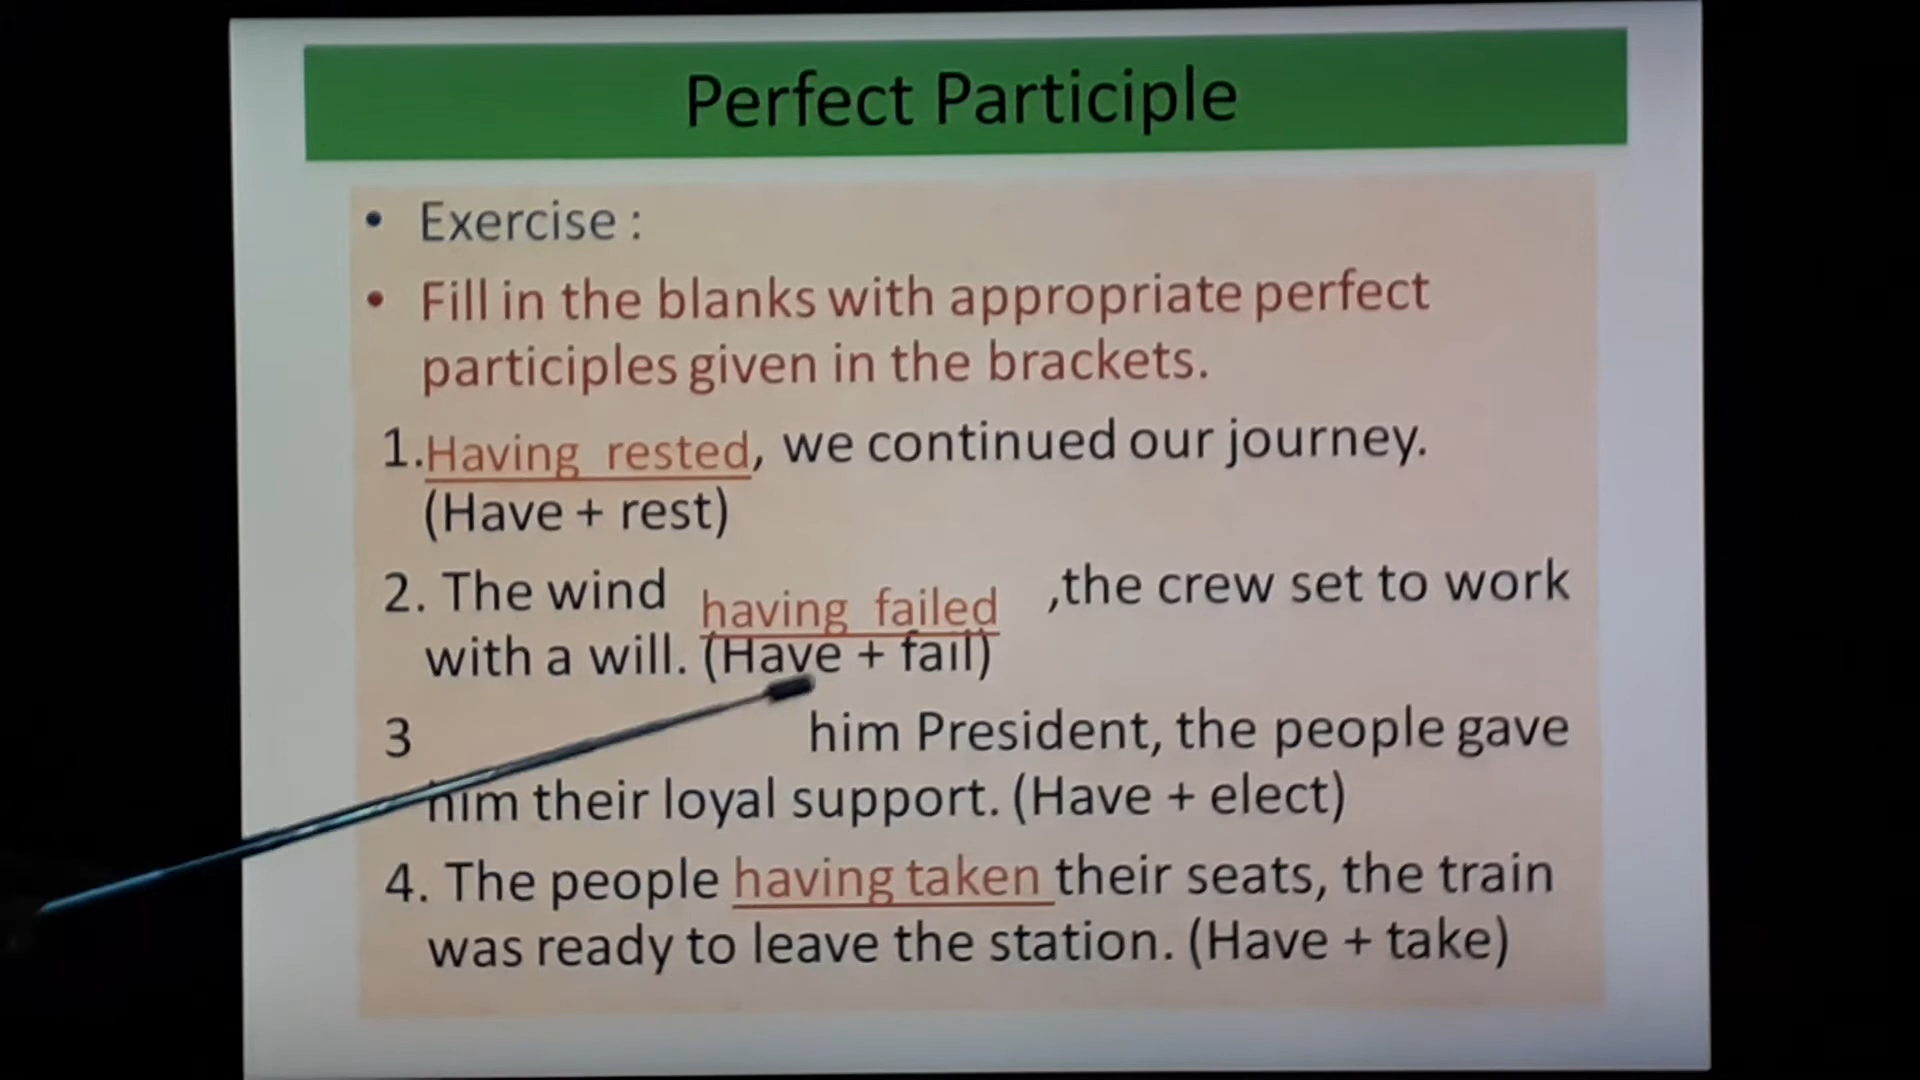 Perfect Participle
• Exercise :
• Fill in the blanks with appropriate perfect
participles given in the brackets.
1.Having rested, we continued our journey.
(Have + rest)
2. The wind having failed ,the crew set to work
with a will. (Have + fail)
3 him President, the people gave
him their loyal support. (Have + elect)
4. The people having taken their seats, the train
was ready to leave the station. (Have + take)